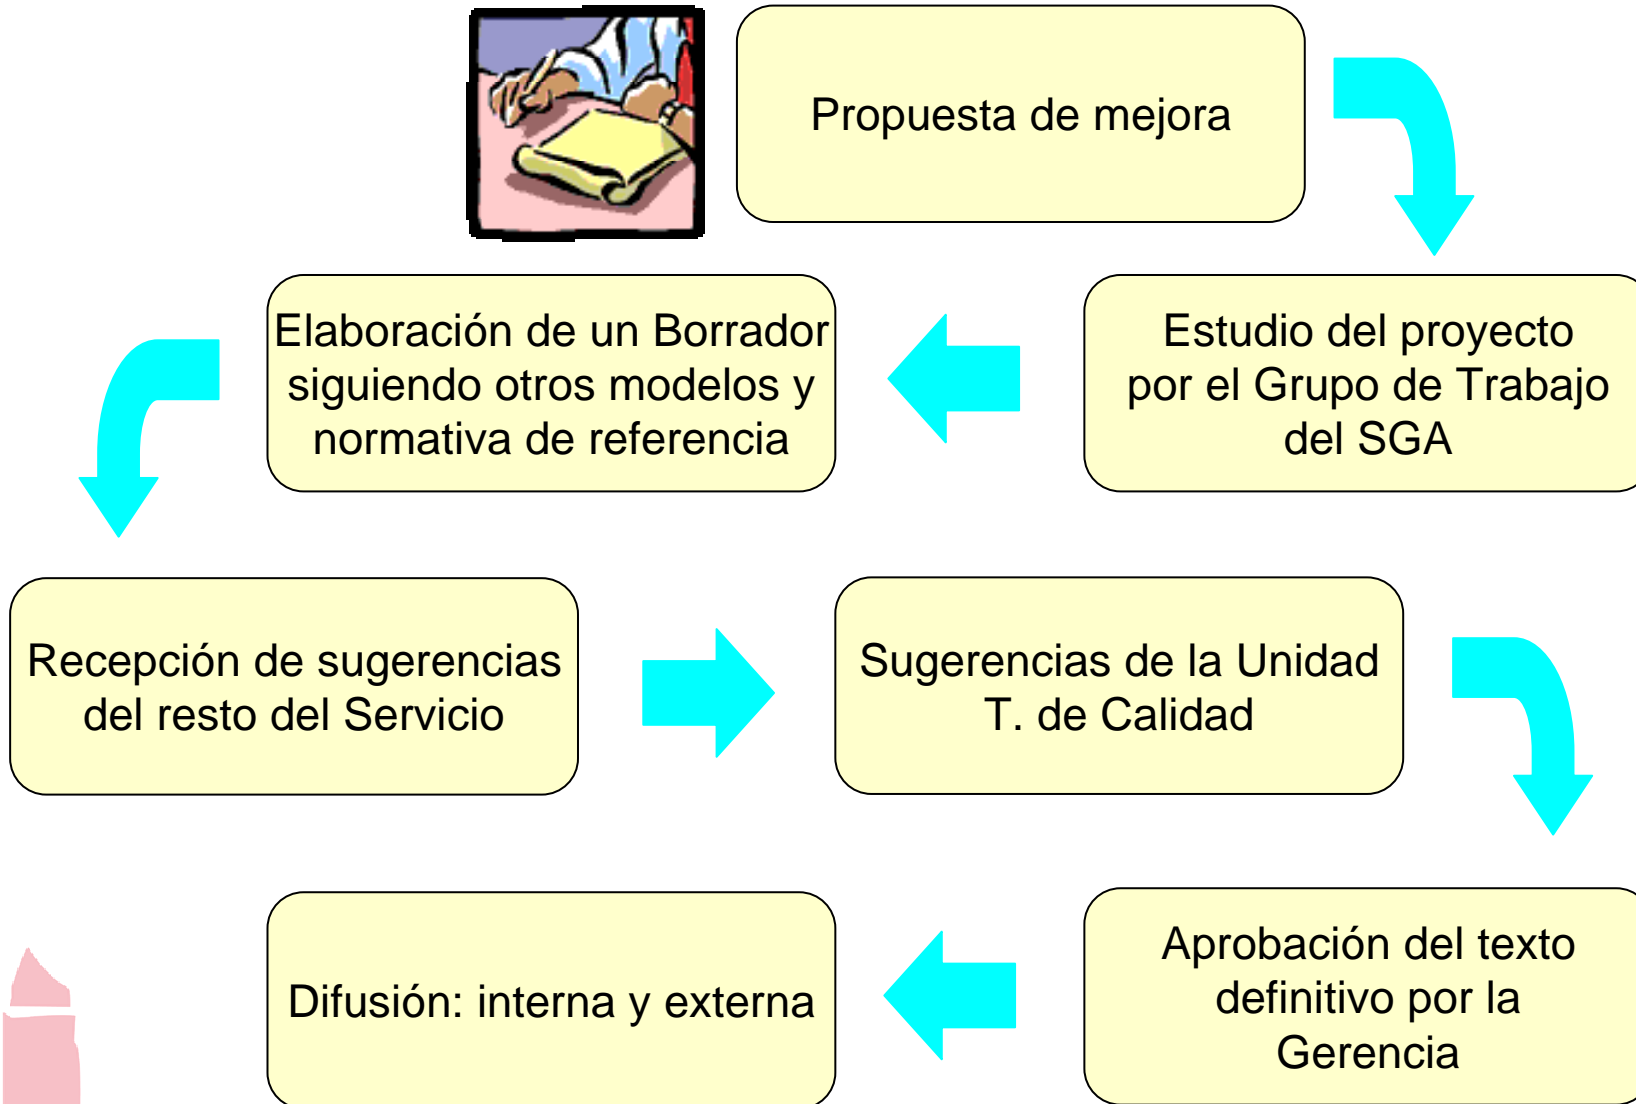 Propuesta de mejora
Estudio del proyecto
por el Grupo de Trabajo
del SGA
Elaboración de un Borrador
siguiendo otros modelos y
normativa de referencia
Recepción de sugerencias
del resto del Servicio
Sugerencias de la Unidad
T. de Calidad
Aprobación del texto
definitivo por la
Gerencia
Difusión: interna y externa